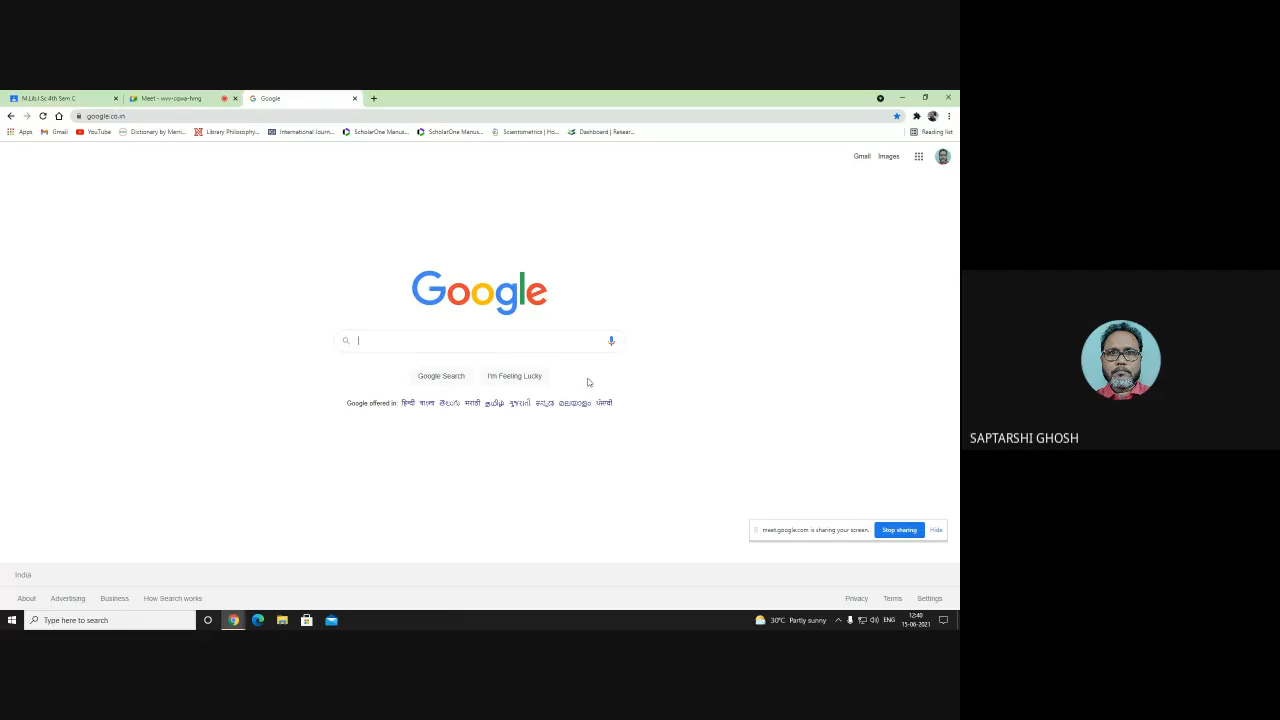 M.Lib.I.Sc 4th Sem C
Meet - wvv-cqwa-hmg
Google
google.co.in
Apps Gmail YouTube Dictionary by Merri... Library Philosophy... International Journ... ScholarOne Manus... ScholarOne Manus... Scientometrics | Ho... Dashboard | Resear... Reading list
Gmail Images
Google
Google Search I'm Feeling Lucky
Google offered in: हिन्दी বাংলা తెలుగు मराठी தமிழ் ગુજરાતી ಕನ್ನಡ മലയാളം ਪੰਜਾਬੀ
SAPTARSHI GHOSH
meet.google.com is sharing your screen. Stop sharing Hide
India
About Advertising Business How Search works Privacy Terms Settings
Type here to search 30°C Partly sunny ENG 12:40
15-06-2021